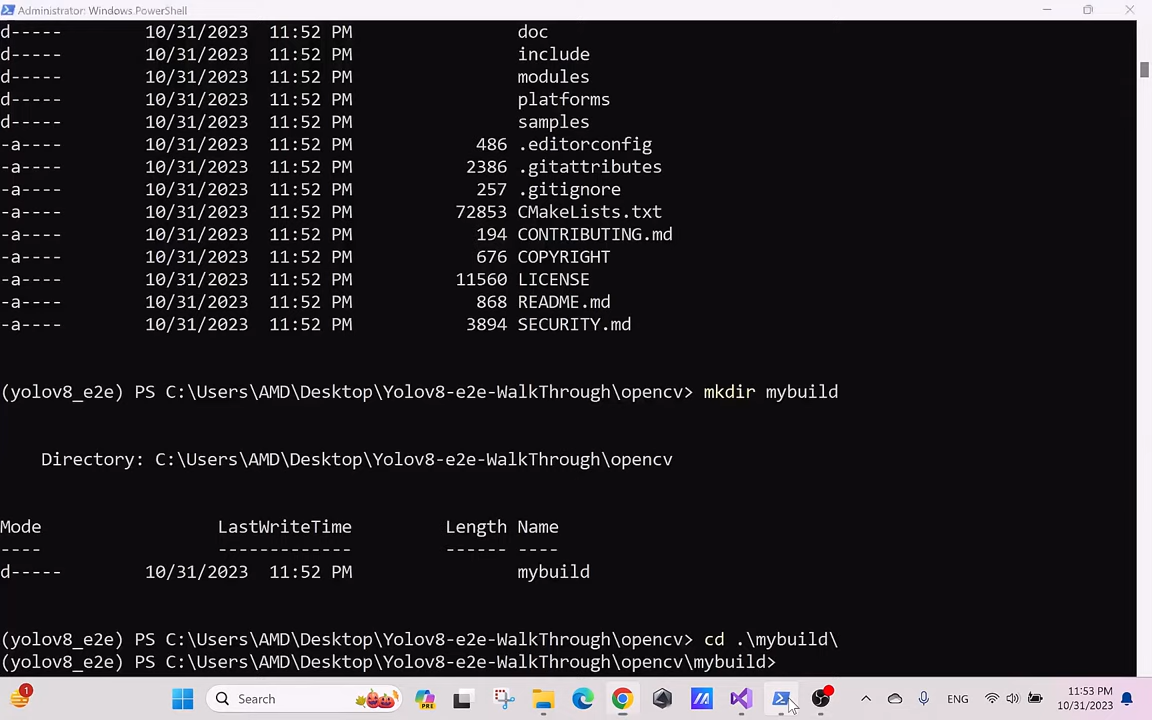 Administrator: Windows PowerShell
d----- 10/31/2023 11:52 PM doc
d----- 10/31/2023 11:52 PM include
d----- 10/31/2023 11:52 PM modules
d----- 10/31/2023 11:52 PM platforms
d----- 10/31/2023 11:52 PM samples
-a---- 10/31/2023 11:52 PM 486 .editorconfig
-a---- 10/31/2023 11:52 PM 2386 .gitattributes
-a---- 10/31/2023 11:52 PM 257 .gitignore
-a---- 10/31/2023 11:52 PM 72853 CMakeLists.txt
-a---- 10/31/2023 11:52 PM 194 CONTRIBUTING.md
-a---- 10/31/2023 11:52 PM 676 COPYRIGHT
-a---- 10/31/2023 11:52 PM 11560 LICENSE
-a---- 10/31/2023 11:52 PM 868 README.md
-a---- 10/31/2023 11:52 PM 3894 SECURITY.md
(yolov8_e2e) PS C:\Users\AMD\Desktop\Yolov8-e2e-WalkThrough\opencv> mkdir mybuild
Directory: C:\Users\AMD\Desktop\Yolov8-e2e-WalkThrough\opencv
Mode LastWriteTime Length Name
---- ------------- ------ ----
d----- 10/31/2023 11:52 PM mybuild
(yolov8_e2e) PS C:\Users\AMD\Desktop\Yolov8-e2e-WalkThrough\opencv> cd .\mybuild\
(yolov8_e2e) PS C:\Users\AMD\Desktop\Yolov8-e2e-WalkThrough\opencv\mybuild>
1
Search
PRE
ENG
11:53 PM
10/31/2023